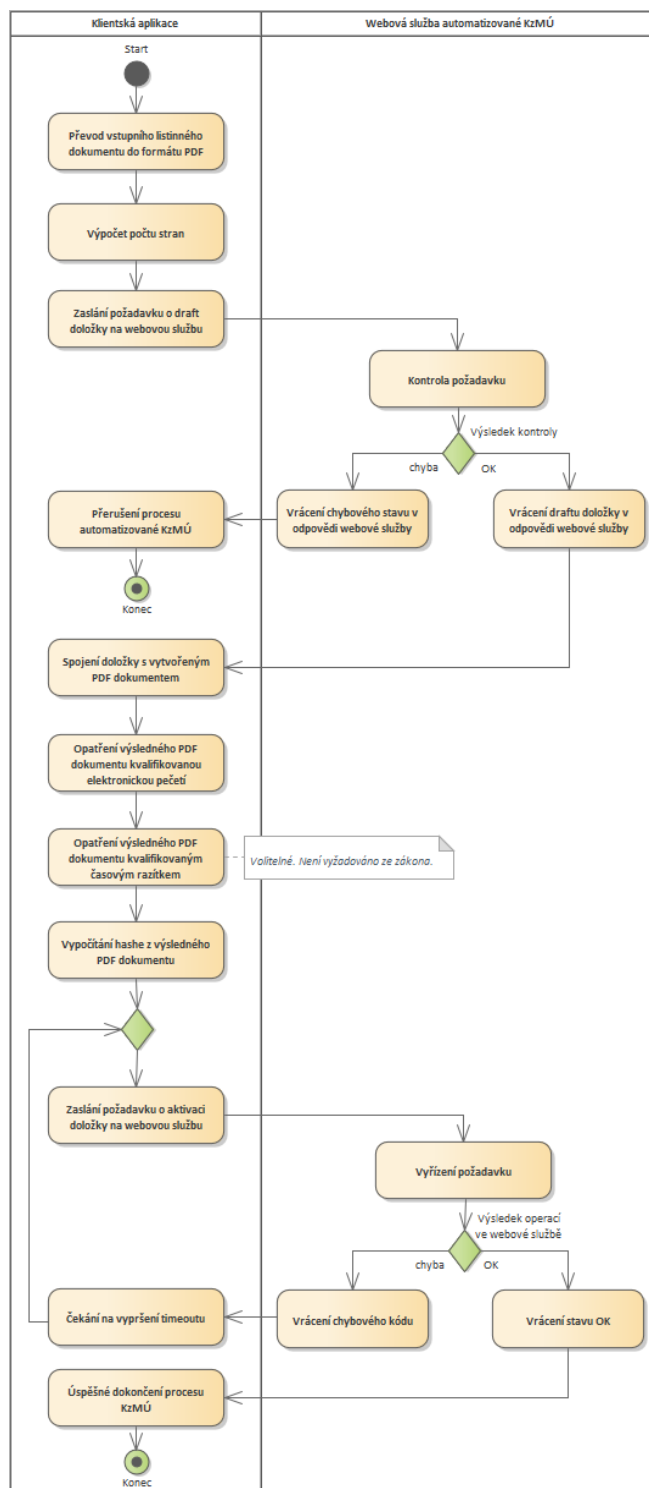 Klientská aplikace
Webová služba automatizované KzMÚ
Start
Převod vstupního listinného
dokumentu do formátu PDF
Výpočet počtu stran
Zaslání požadavku o draft
doložky na webovou službu
Kontrola požadavku
Výsledek kontroly
chyba
OK
Přerušení procesu
automatizované KzMÚ
Vrácení chybového stavu v
odpovědi webové služby
Vrácení draftu doložky v
odpovědi webové služby
Konec
Spojení doložky s vytvořeným
PDF dokumentem
Opatření výsledného PDF
dokumentu kvalifikovanou
elektronickou pečetí
Opatření výsledného PDF
dokumentu kvalifikovaným
časovým razítkem
Volitelné. Není vyžadováno ze zákona.
Vypočítání hashe z výsledného
PDF dokumentu
Zaslání požadavku o aktivaci
doložky na webovou službu
Vyřízení požadavku
Výsledek operací
ve webové službě
chyba
OK
Čekání na vypršení timeoutu
Vrácení chybového kódu
Vrácení stavu OK
Úspěšné dokončení procesu
KzMÚ
Konec